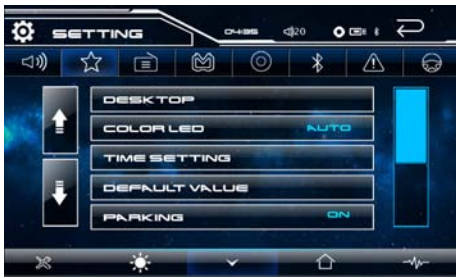 SETTING 04:35 20
DESKTOP
COLOR LED AUTO
TIME SETTING
DEFAULT VALUE
PARKING ON